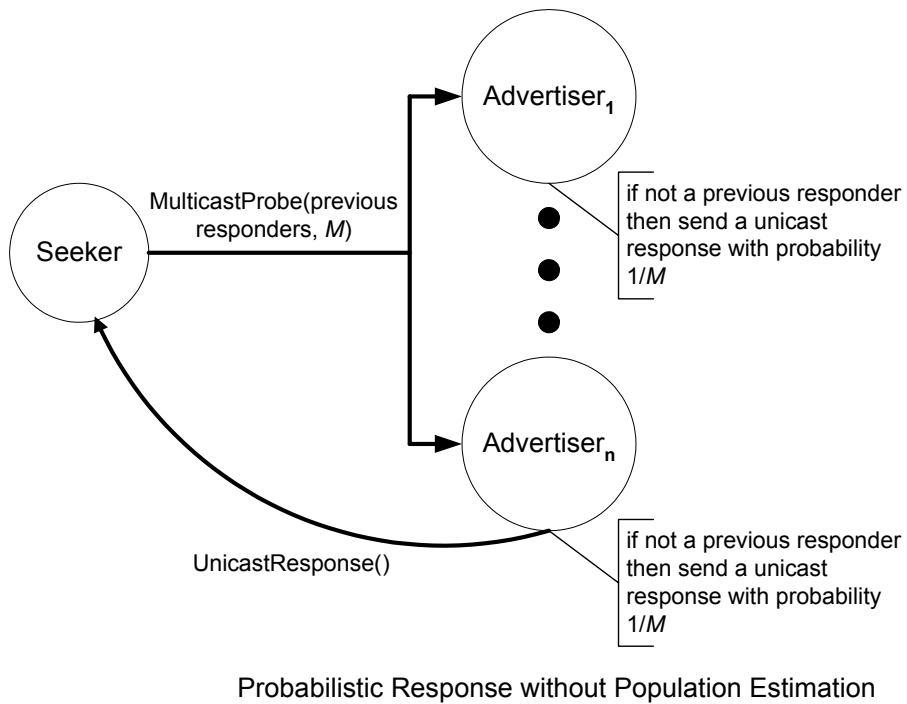 Advertiser1
if not a previous responder
then send a unicast
response with probability
1/M
MulticastProbe(previous
responders, M)
Seeker
Advertisern
UnicastResponse()
if not a previous responder
then send a unicast
response with probability
1/M
Probabilistic Response without Population Estimation